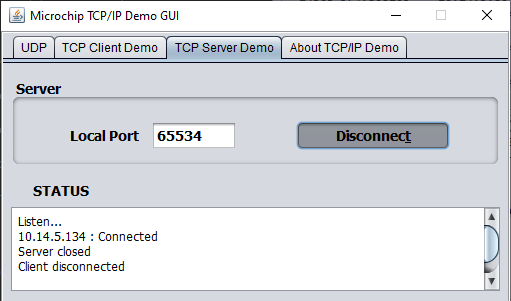 Microchip TCP/IP Demo GUI
UDP TCP Client Demo TCP Server Demo About TCP/IP Demo
Server
Local Port 65534 Disconnect
STATUS
Listen...
10.14.5.134 : Connected
Server closed
Client disconnected